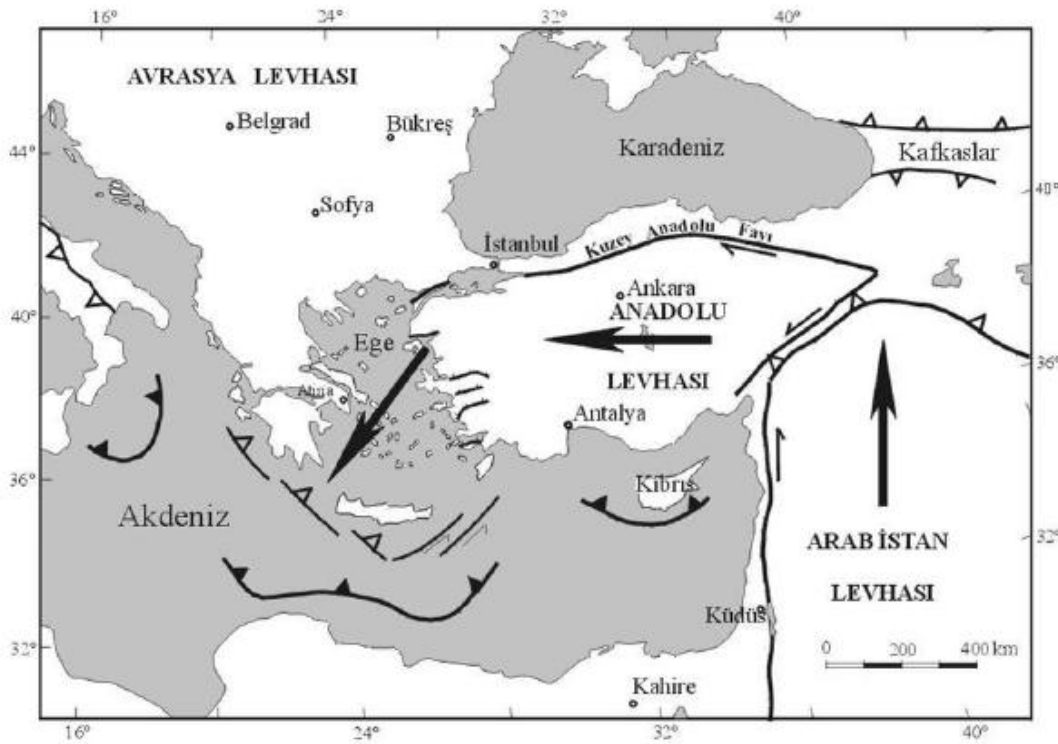 16°
24°
32°
40°
AVRASYA LEVHASI
Belgrad
Bükreş
Karadeniz
Kafkaslar
44°
40°
Sofya
İstanbul
Kuzey Anadolu Fayı
Ankara
ANADOLU
40°
Ege
36°
LEVHASI
Atina
Antalya
36°
Kıbrıs
Akdeniz
ARABİSTAN
32°
LEVHASI
Küdüs
0 200 400 km
32°
Kahire
16°
24°
32°
40°